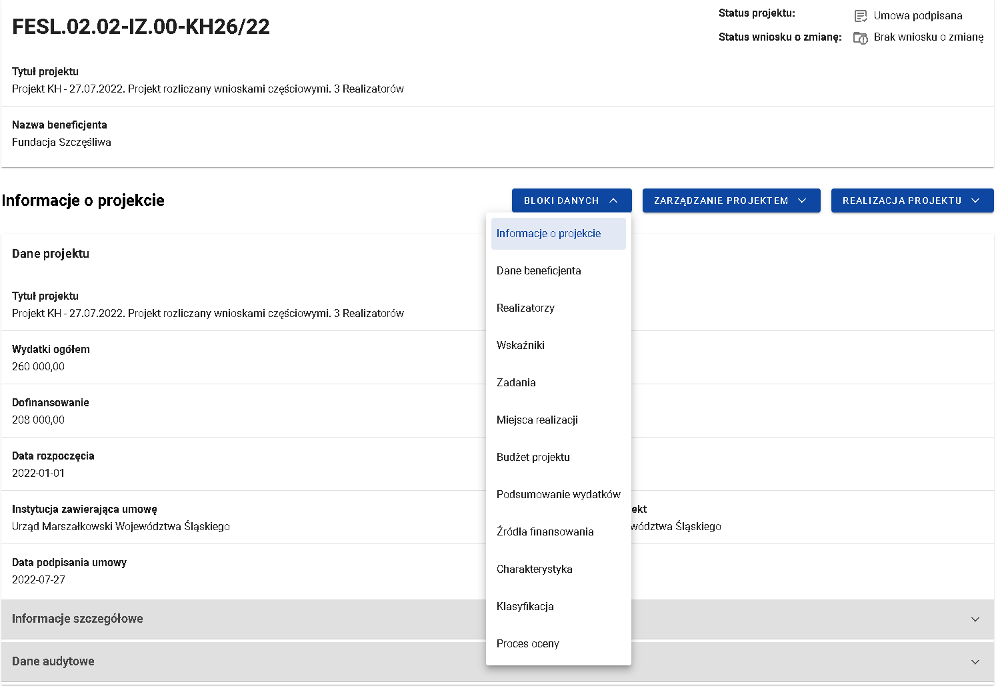 FESL.02.02-IZ.00-KH26/22
Status projektu: Umowa podpisana
Status wniosku o zmianę: Brak wniosku o zmianę
Tytuł projektu
Projekt KH - 27.07.2022. Projekt rozliczany wnioskami częściowymi. 3 Realizatorów
Nazwa beneficjenta
Fundacja Szczęśliwa
Informacje o projekcie
BLOKI DANYCH
ZARZĄDZANIE PROJEKTEM
REALIZACJA PROJEKTU
Informacje o projekcie
Dane beneficjenta
Realizatorzy
Wskaźniki
Zadania
Miejsca realizacji
Budżet projektu
Podsumowanie wydatków
Źródła finansowania
Charakterystyka
Klasyfikacja
Proces oceny
Dane projektu
Tytuł projektu
Projekt KH - 27.07.2022. Projekt rozliczany wnioskami częściowymi. 3 Realizatorów
Wydatki ogółem
260 000,00
Dofinansowanie
208 000,00
Data rozpoczęcia
2022-01-01
Instytucja zawierająca umowę
Urząd Marszałkowski Województwa Śląskiego
ekt
wództwa Śląskiego
Data podpisania umowy
2022-07-27
Informacje szczegółowe
Dane audytowe